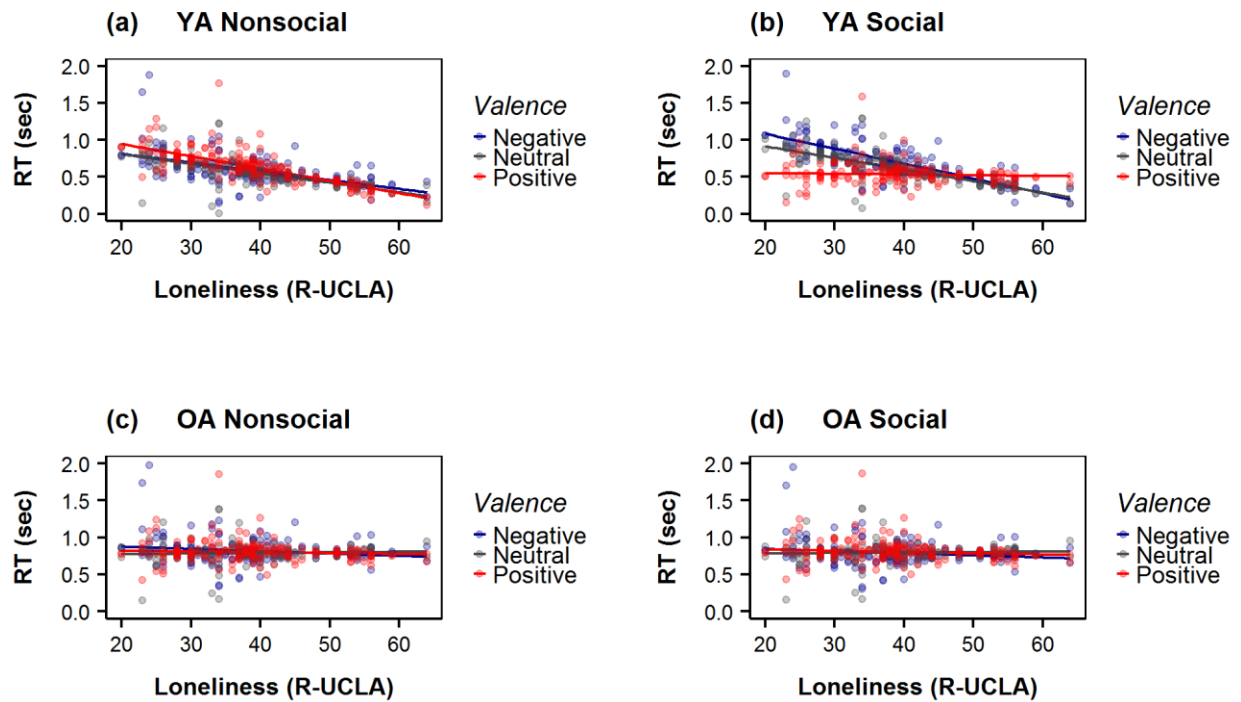 (a) YA Nonsocial
RT (sec)
2.0
1.5
1.0
0.5
0.0
20 30 40 50 60
Loneliness (R-UCLA)
Valence
Negative
Neutral
Positive
(b) YA Social
RT (sec)
2.0
1.5
1.0
0.5
0.0
20 30 40 50 60
Loneliness (R-UCLA)
Valence
Negative
Neutral
Positive
(c) OA Nonsocial
RT (sec)
2.0
1.5
1.0
0.5
0.0
20 30 40 50 60
Loneliness (R-UCLA)
Valence
Negative
Neutral
Positive
(d) OA Social
RT (sec)
2.0
1.5
1.0
0.5
0.0
20 30 40 50 60
Loneliness (R-UCLA)
Valence
Negative
Neutral
Positive